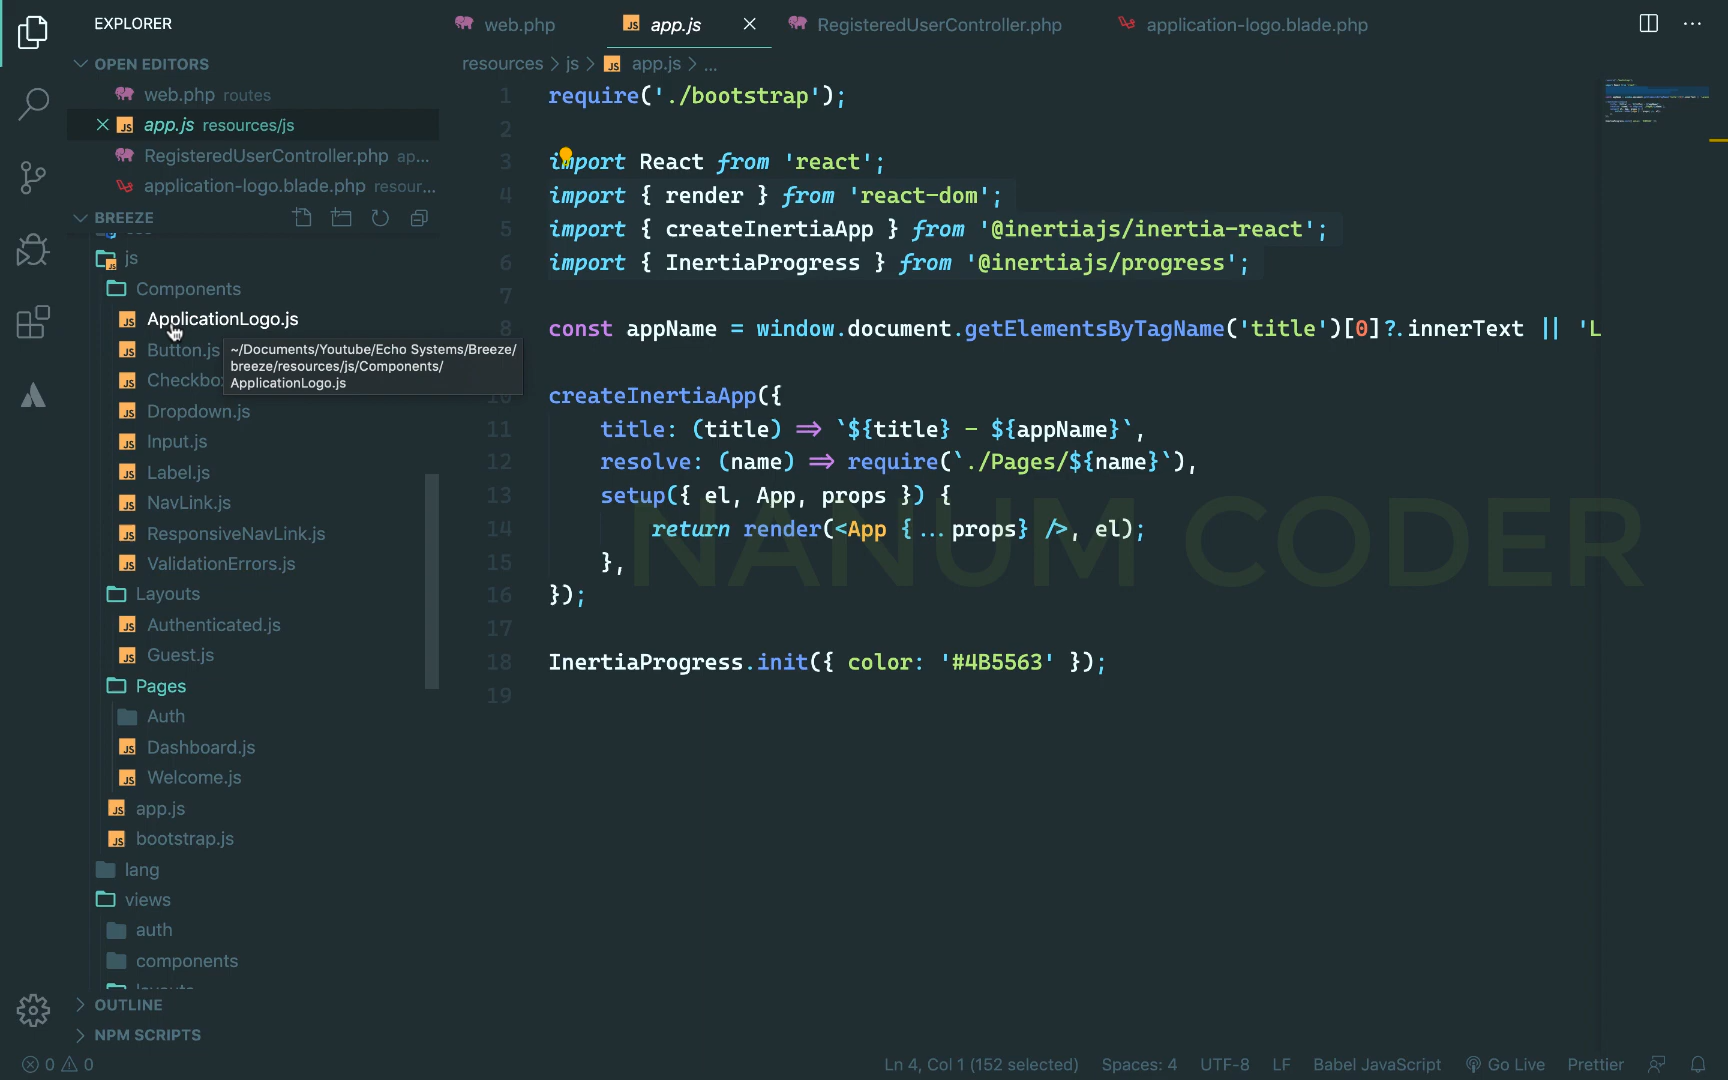 EXPLORER
web.php
app.js
RegisteredUserController.php
application-logo.blade.php
OPEN EDITORS
web.php routes
app.js resources/js
RegisteredUserController.php ap...
application-logo.blade.php resour...
BREEZE
js
Components
ApplicationLogo.js
Button.js
Checkbo
~/Documents/Youtube/Echo Systems/Breeze/
breeze/resources/js/Components/
ApplicationLogo.js
Dropdown.js
Input.js
Label.js
NavLink.js
ResponsiveNavLink.js
ValidationErrors.js
Layouts
Authenticated.js
Guest.js
Pages
Auth
Dashboard.js
Welcome.js
app.js
bootstrap.js
lang
views
auth
components
OUTLINE
NPM SCRIPTS
resources > js > JS app.js > ...
1 require('./bootstrap');
2
3 import React from 'react';
4 import { render } from 'react-dom';
5 import { createInertiaApp } from '@inertiajs/inertia-react';
6 import { InertiaProgress } from '@inertiajs/progress';
7
8 const appName = window.document.getElementsByTagName('title')[0]?.innerText || 'L
10 createInertiaApp({
11 title: (title) => `${title} - ${appName}`,
12 resolve: (name) => require(`./Pages/${name}`),
13 setup({ el, App, props }) {
14 return render(<App {...props} />, el);
15 },
16 });
17
18 InertiaProgress.init({ color: '#4B5563' });
19
NANUM CODER
0 0
Ln 4, Col 1 (152 selected)
Spaces: 4
UTF-8
LF
Babel JavaScript
Go Live
Prettier